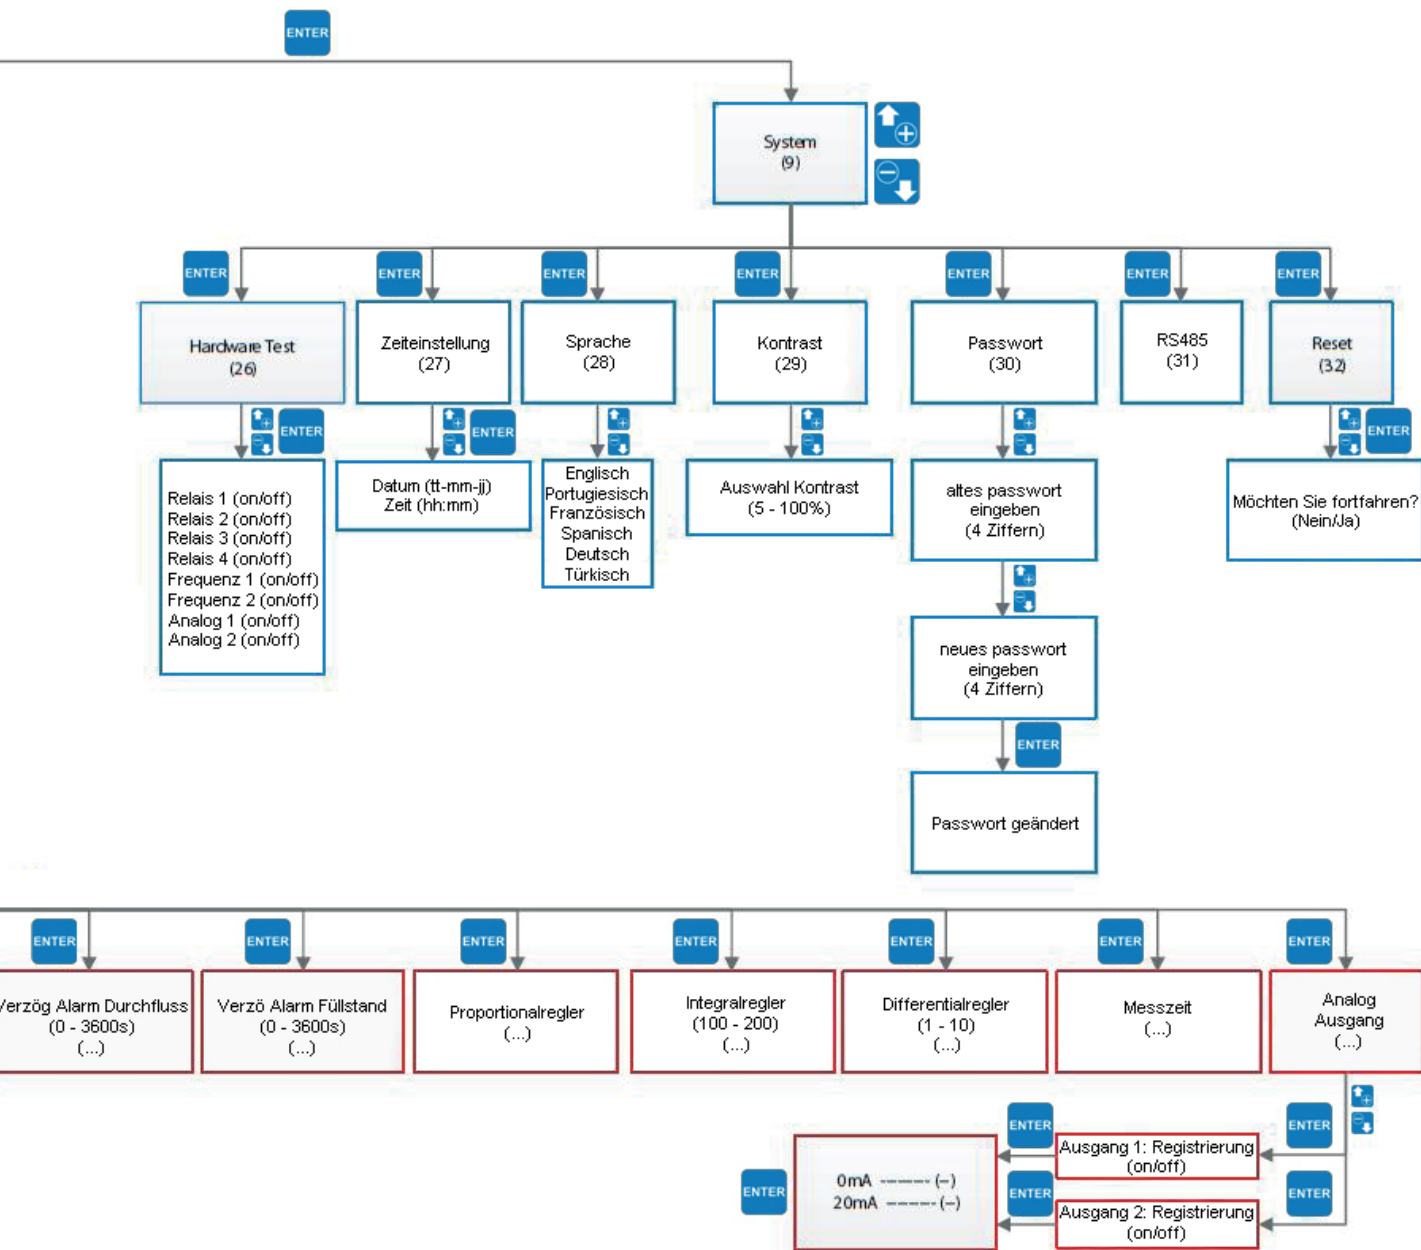 ENTER
System
(9)
ENTER
ENTER
ENTER
ENTER
ENTER
ENTER
ENTER
Hardware Test
(26)
Zeiteinstellung
(27)
Sprache
(28)
Kontrast
(29)
Passwort
(30)
RS485
(31)
Reset
(32)
ENTER
ENTER
ENTER
Relais 1 (on/off)
Relais 2 (on/off)
Relais 3 (on/off)
Relais 4 (on/off)
Frequenz 1 (on/off)
Frequenz 2 (on/off)
Analog 1 (on/off)
Analog 2 (on/off)
Datum (tt-mm-jj)
Zeit (hh:mm)
Englisch
Portugiesisch
Französisch
Spanisch
Deutsch
Türkisch
Auswahl Kontrast
(5 - 100%)
altes passwort
eingeben
(4 Ziffern)
Möchten Sie fortfahren?
(Nein/Ja)
neues passwort
eingeben
(4 Ziffern)
ENTER
Passwort geändert
ENTER
ENTER
ENTER
ENTER
ENTER
ENTER
ENTER
Verzög Alarm Durchfluss
(0 - 3600s)
(...)
Verzö Alarm Füllstand
(0 - 3600s)
(...)
Proportionalregler
(...)
Integralregler
(100 - 200)
(...)
Differentialregler
(1 - 10)
(...)
Messzeit
(...)
Analog
Ausgang
(...)
ENTER
ENTER
Ausgang 1: Registrierung
(on/off)
ENTER
0mA ------- (--)
20mA ------- (--)
ENTER
ENTER
Ausgang 2: Registrierung
(on/off)